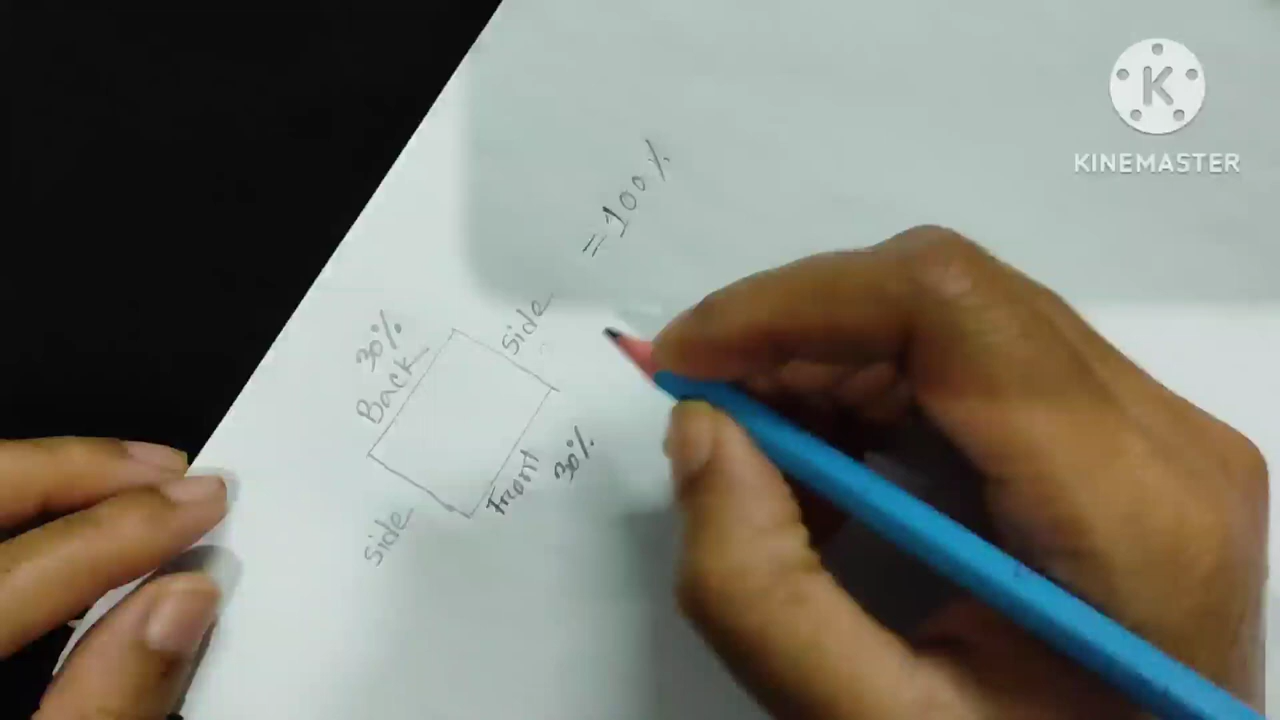 = 100%
30%
Back
side
side
Front
30%
K
KINEMASTER